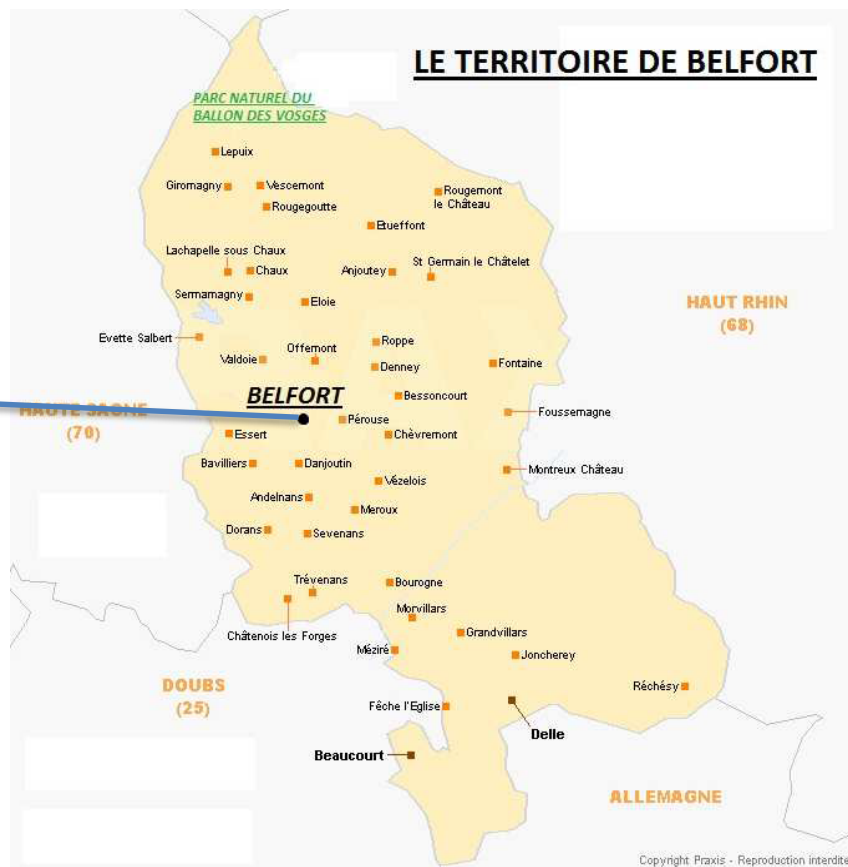 LE TERRITOIRE DE BELFORT
PARC NATUREL DU
BALLON DES VOSGES
Lepuix
Giromagny
Vescemont
Rougegoutte
Rougemont
le Château
Etueffont
Lachapelle sous Chaux
Chaux
Anjoutey
St Germain le Châtelet
Sermamagny
Eloie
HAUT RHIN
(68)
Evette Salbert
Valdoie
Offemont
Roppe
Denney
Fontaine
BELFORT
Bessoncourt
HAUTE SAONE
(70)
Pérouse
Foussemagne
Essert
Chèvremont
Bavilliers
Danjoutin
Montreux Château
Vézelois
Andelnans
Meroux
Dorans
Sevenans
Trévenans
Bourogne
Morvillars
Châtenois les Forges
Grandvillars
Méziré
Joncherey
DOUBS
(25)
Réchésy
Fêche l'Eglise
Delle
Beaucourt
ALLEMAGNE
Copyright Praxis - Reproduction interdite